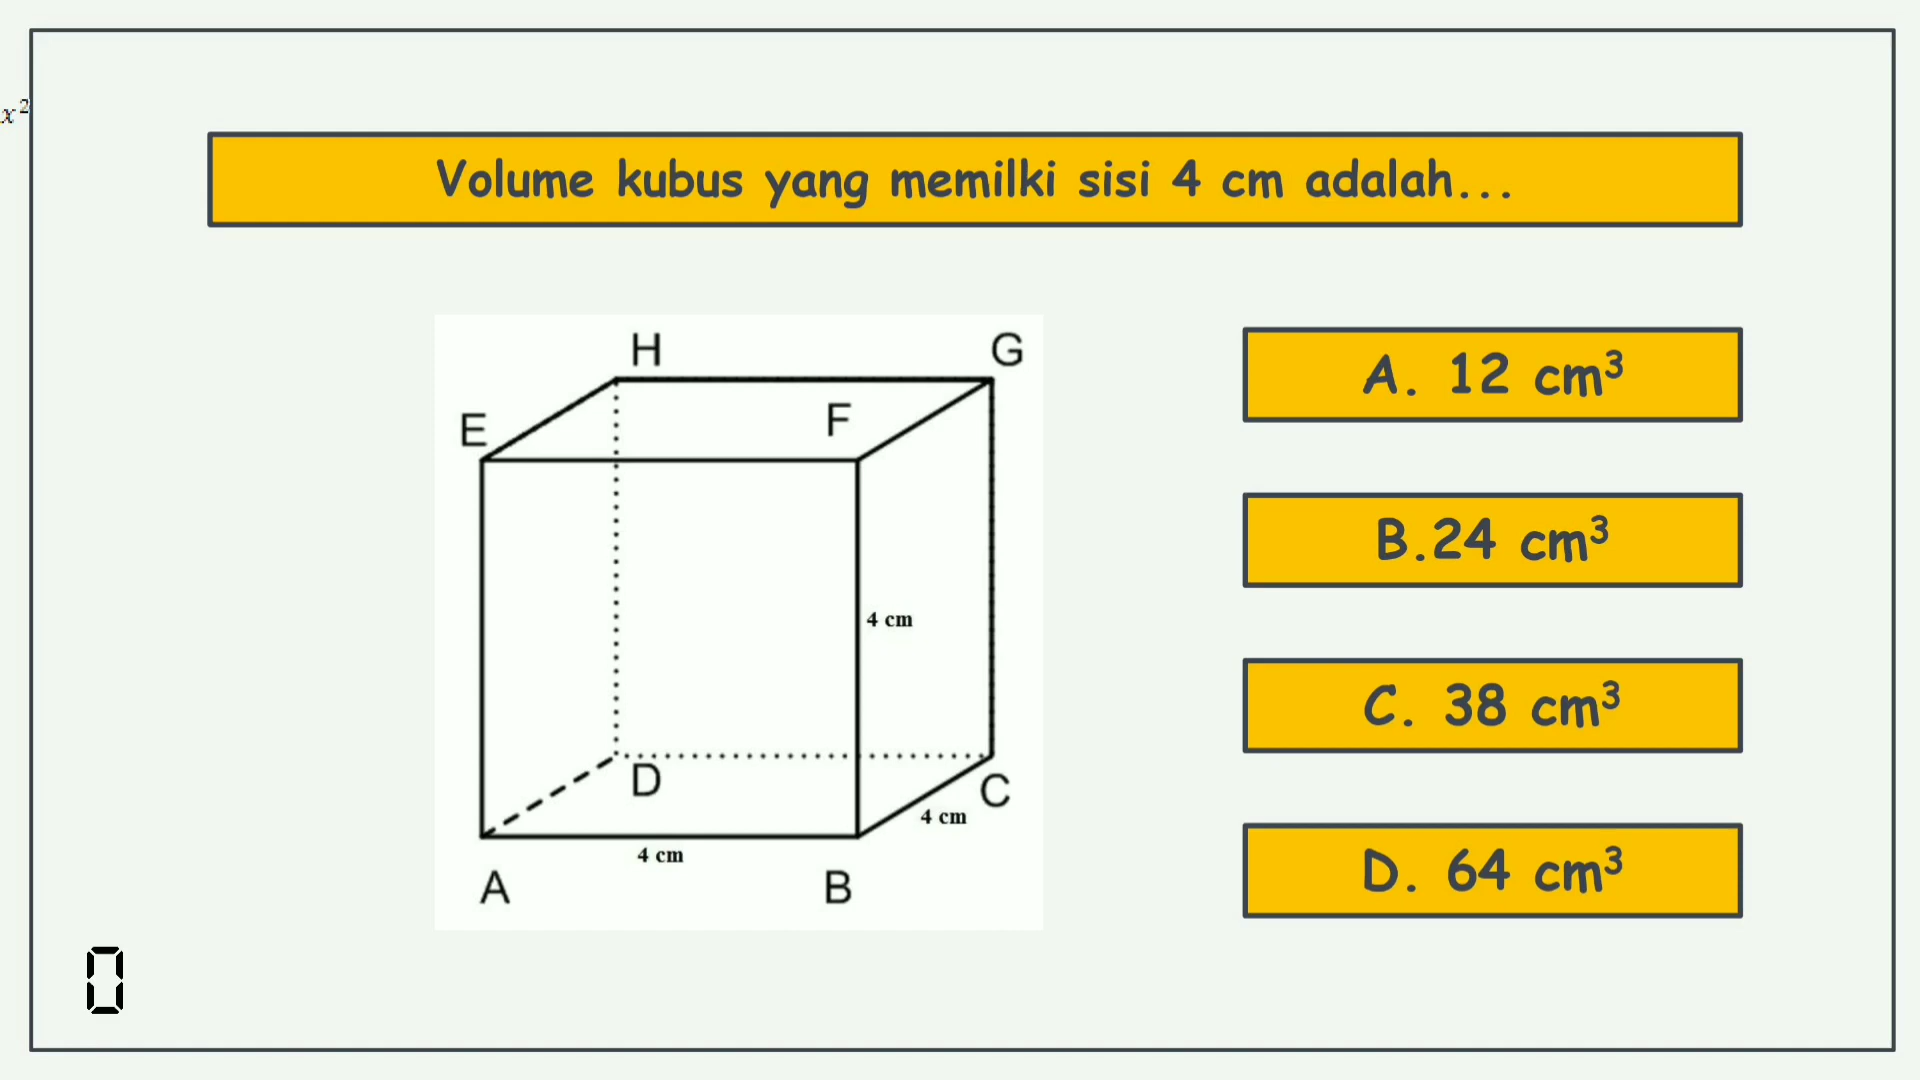 x²
Volume kubus yang memilki sisi 4 cm adalah...
H
G
E
F
A. 12 cm³
B.24 cm³
4 cm
C. 38 cm³
D
C
4 cm
4 cm
A
B
D. 64 cm³
0